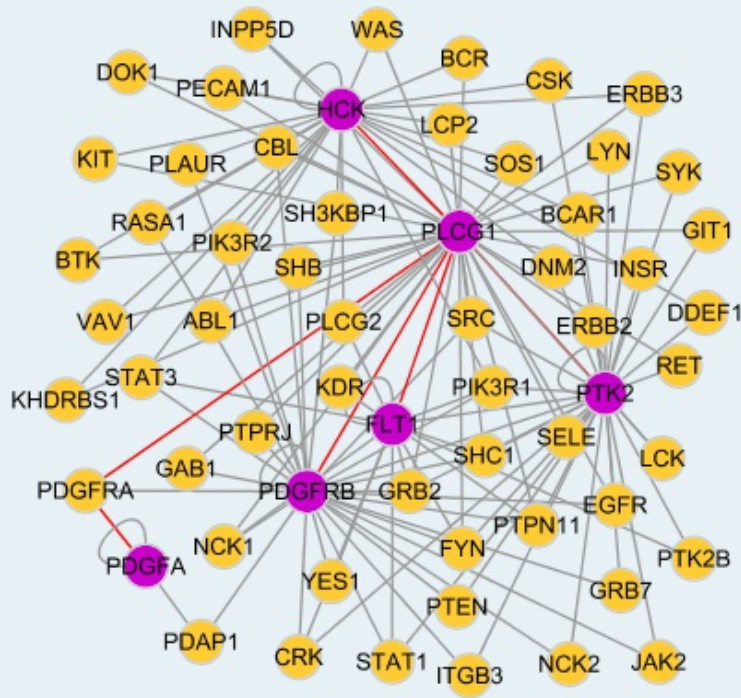 INPP5D
WAS
BCR
DOK1
PECAM1
CSK
ERBB3
HCK
LCP2
KIT
PLAUR
CBL
SOS1
LYN
SYK
RASA1
SH3KBP1
BCAR1
PIK3R2
PLCG1
GIT1
BTK
SHB
DNM2
INSR
VAV1
ABL1
PLCG2
SRC
ERBB2
DDEF1
KHDRBS1
STAT3
KDR
PIK3R1
PTK2
RET
PTPRJ
FLT1
SELE
GAB1
SHC1
LCK
PDGFRA
PDGFRB
GRB2
EGFR
NCK1
PTPN11
PDGFA
FYN
PTK2B
YES1
GRB7
PTEN
PDAP1
CRK
STAT1
ITGB3
NCK2
JAK2